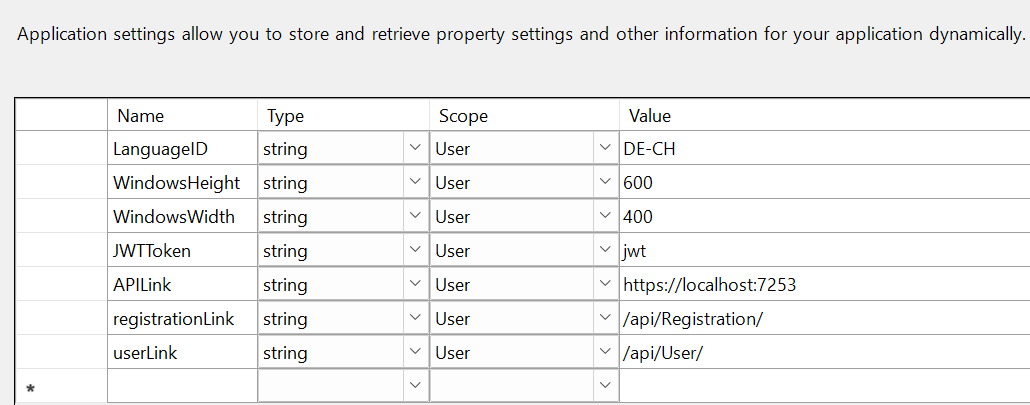 Application settings allow you to store and retrieve property settings and other information for your application dynamically.
Name Type Scope Value
LanguageID string User DE-CH
WindowsHeight string User 600
WindowsWidth string User 400
JWTToken string User jwt
APILink string User https://localhost:7253
registrationLink string User /api/Registration/
userLink string User /api/User/
*